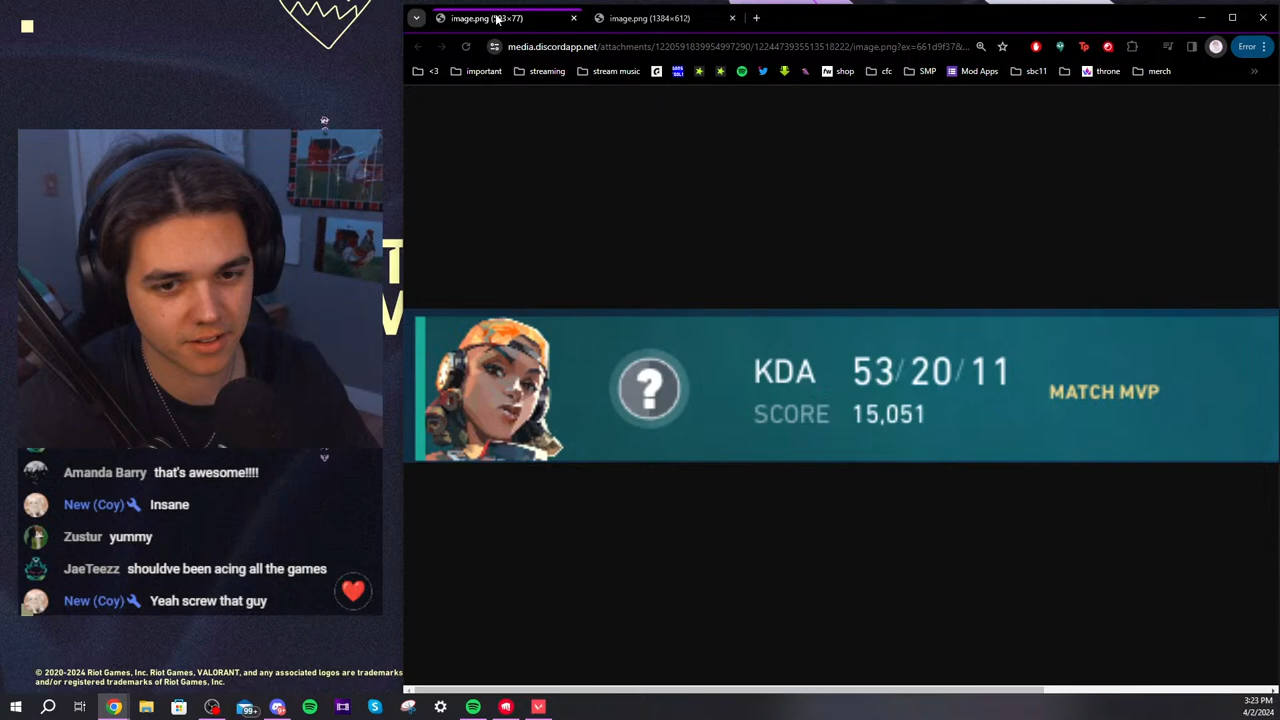 image.png (583×77)
image.png (1384×612)
media.discordapp.net/attachments/1220591839954997290/1224473935513518222/image.png?ex=661d9f37&...
Error
<3
important
streaming
stream music
shop
cfc
SMP
Mod Apps
sbc11
throne
merch
KDA 53/20/11
SCORE 15,051
MATCH MVP
Amanda Barry that's awesome!!!!
New (Coy) Insane
Zustur yummy
JaeTeezz shouldve been acing all the games
New (Coy) Yeah screw that guy
© 2020-2024 Riot Games, Inc. Riot Games, VALORANT, and any associated logos are trademarks
and/or registered trademarks of Riot Games, Inc.
99+
3:23 PM
4/2/2024